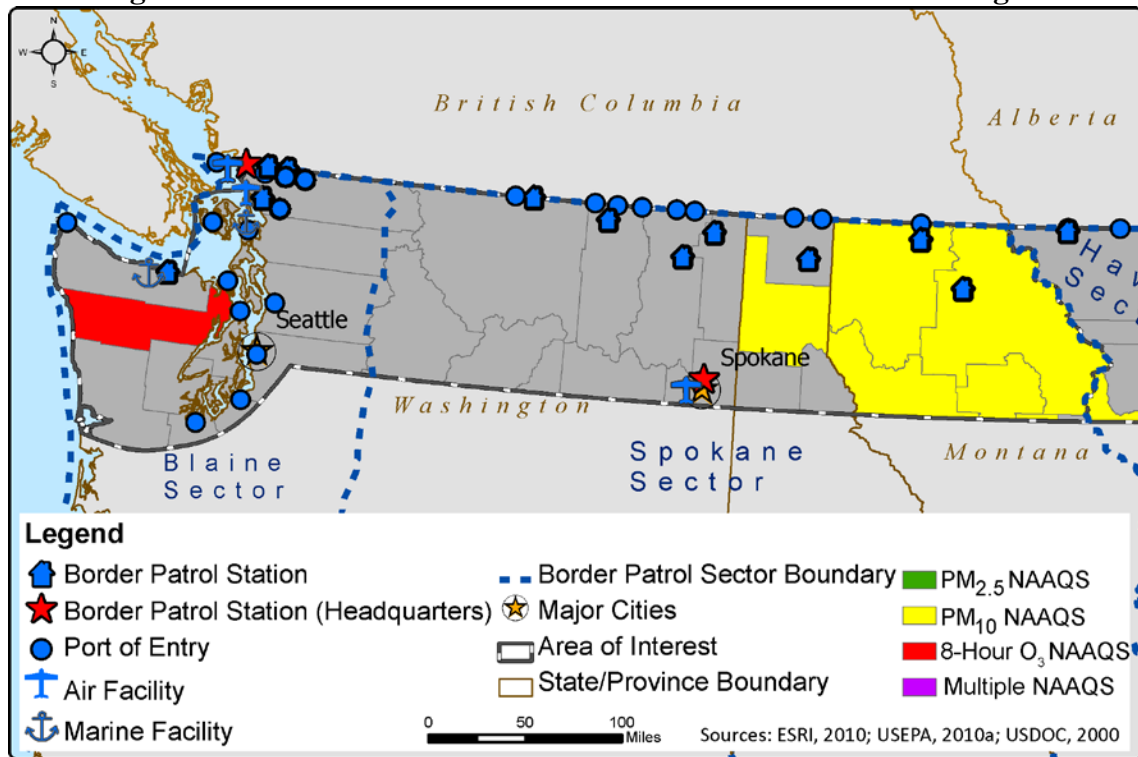 N
W E
S
British Columbia
Alberta
Hav
Sec
Seattle
Spokane
Washington
Montana
Blaine
Sector
Spokane
Sector
Legend
Border Patrol Station
Border Patrol Station (Headquarters)
Port of Entry
Air Facility
Marine Facility
Border Patrol Sector Boundary
Major Cities
Area of Interest
State/Province Boundary
PM2.5 NAAQS
PM10 NAAQS
8-Hour O3 NAAQS
Multiple NAAQS
0 50 100
Miles
Sources: ESRI, 2010; USEPA, 2010a; USDOC, 2000